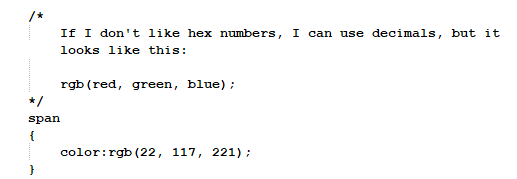 /*
If I don't like hex numbers, I can use decimals, but it
looks like this:
rgb(red, green, blue);
*/
span
{
color:rgb(22, 117, 221);
}